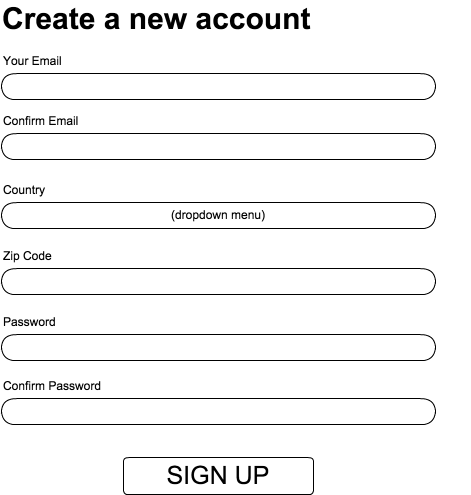 Create a new account
Your Email
Confirm Email
Country
(dropdown menu)
Zip Code
Password
Confirm Password
SIGN UP